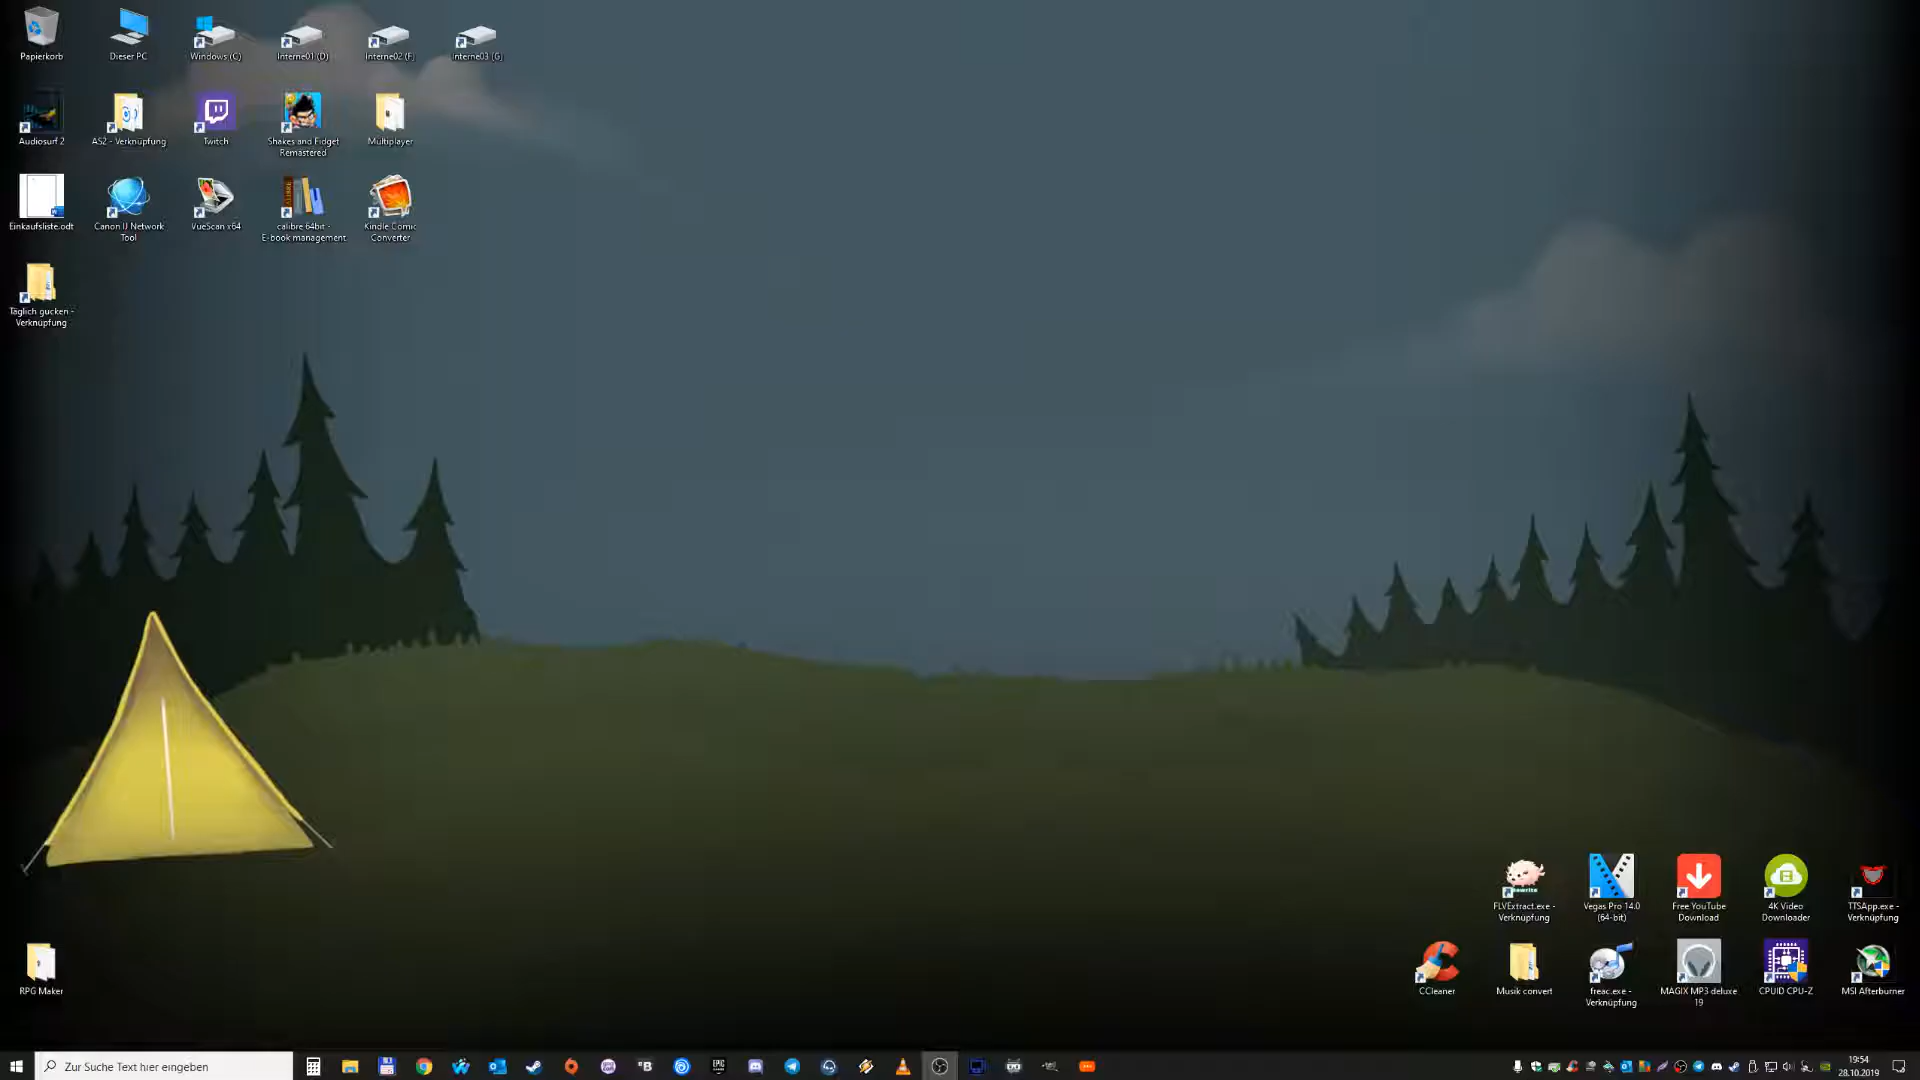 Papierkorb
Dieser PC
Windows (C)
Interne01 (D)
Interne02 (F)
Interne03 (G)
Audiosurf 2
AS2 - Verknüpfung
Twitch
Shakes and Fidget
Remastered
Multiplayer
Einkaufsliste.odt
Canon IJ Network
Tool
VueScan x64
calibre 64bit -
E-book management
Kindle Comic
Converter
Täglich gucken -
Verknüpfung
FLVExtract.exe -
Verknüpfung
Vegas Pro 14.0
(64-bit)
Free YouTube
Download
4K Video
Downloader
TTSApp.exe -
Verknüpfung
RPG Maker
CCleaner
Musik convert
freac.exe -
Verknüpfung
MAGIX MP3 deluxe
19
CPUID CPU-Z
MSI Afterburner
Zur Suche Text hier eingeben
EPIC
19:54
28.10.2019